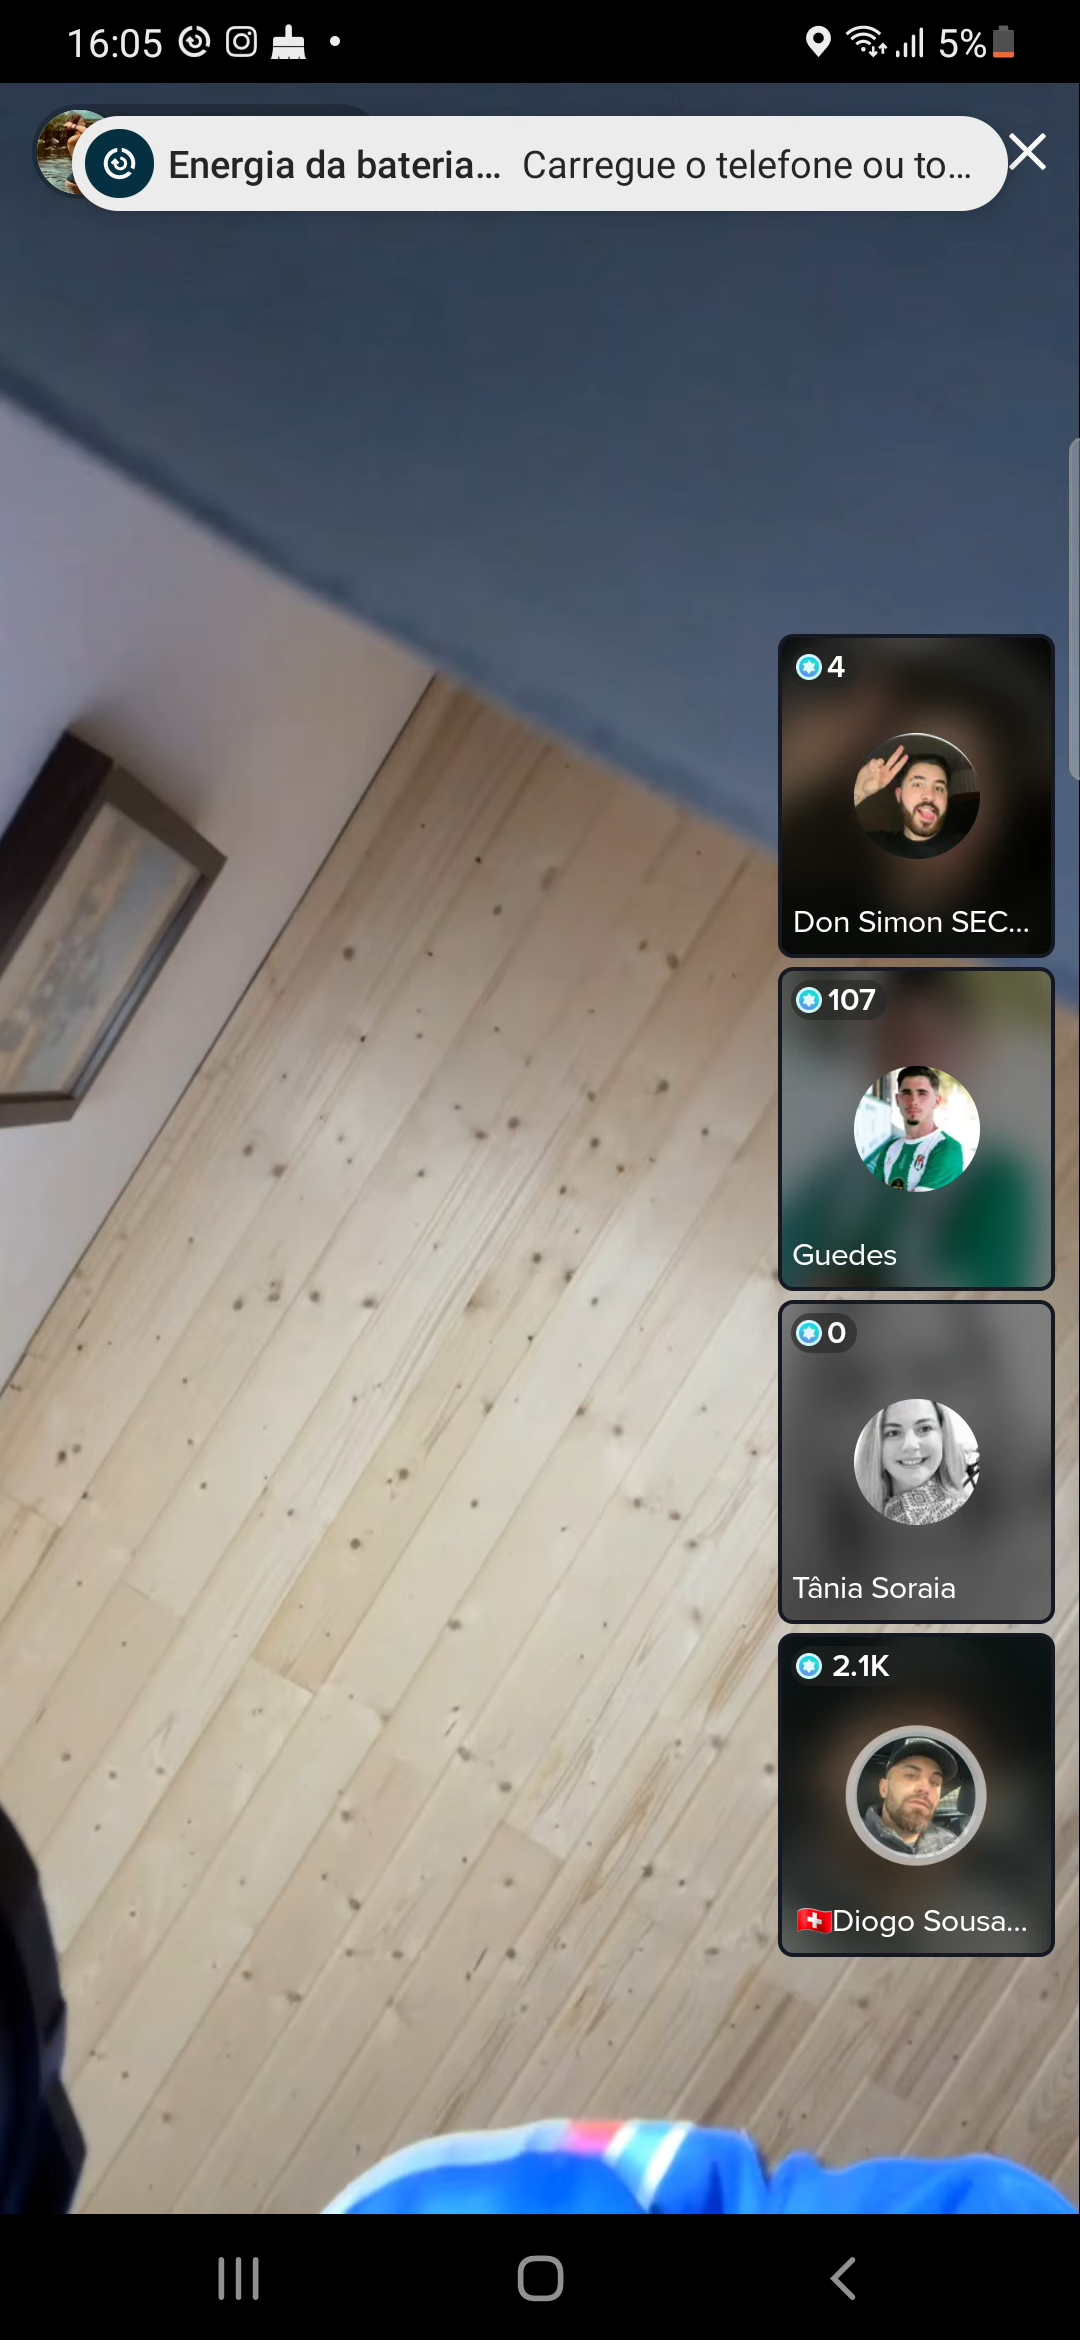 16:05
5%
Energia da bateria... Carregue o telefone ou to...
4
Don Simon SEC...
107
Guedes
0
Tânia Soraia
2.1K
🇨🇭Diogo Sousa...